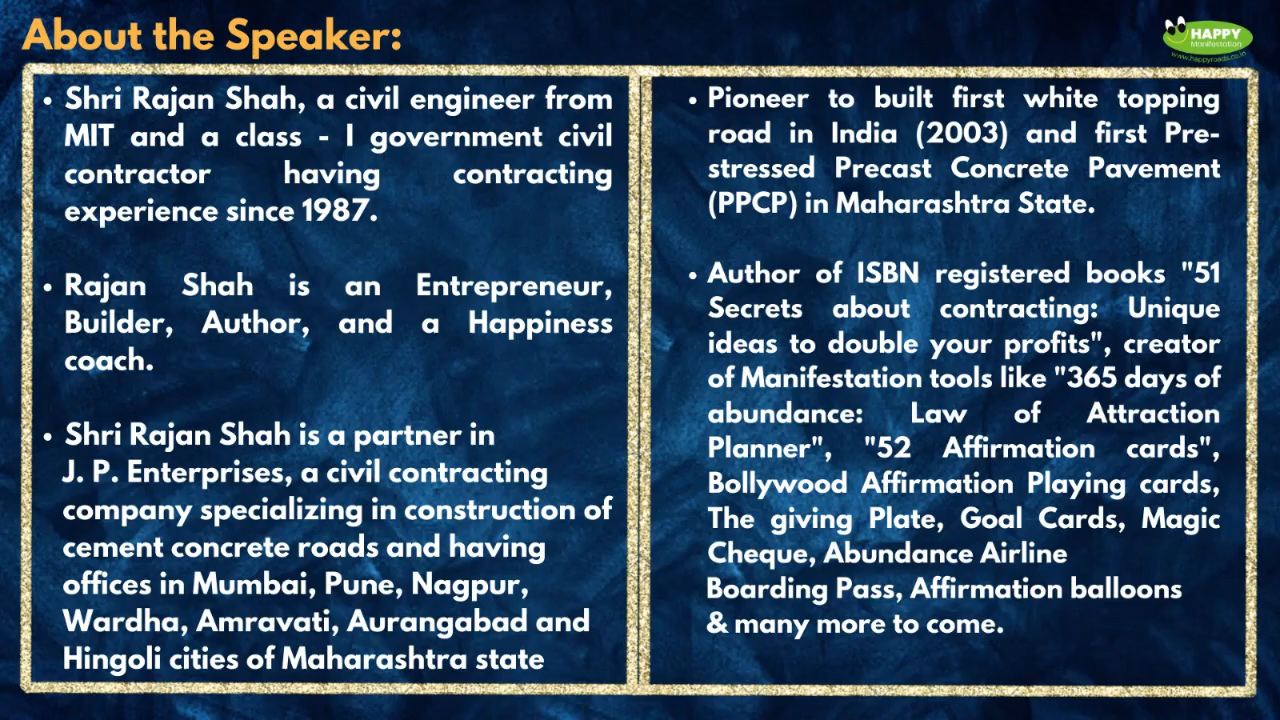 About the Speaker:
HAPPY
Manifestation
www.happyroads.co.in
• Shri Rajan Shah, a civil engineer from
MIT and a class - I government civil
contractor having contracting
experience since 1987.
• Rajan Shah is an Entrepreneur,
Builder, Author, and a Happiness
coach.
• Shri Rajan Shah is a partner in
J. P. Enterprises, a civil contracting
company specializing in construction of
cement concrete roads and having
offices in Mumbai, Pune, Nagpur,
Wardha, Amravati, Aurangabad and
Hingoli cities of Maharashtra state
• Pioneer to built first white topping
road in India (2003) and first Pre-
stressed Precast Concrete Pavement
(PPCP) in Maharashtra State.
• Author of ISBN registered books "51
Secrets about contracting: Unique
ideas to double your profits", creator
of Manifestation tools like "365 days of
abundance: Law of Attraction
Planner", "52 Affirmation cards",
Bollywood Affirmation Playing cards,
The giving Plate, Goal Cards, Magic
Cheque, Abundance Airline
Boarding Pass, Affirmation balloons
& many more to come.